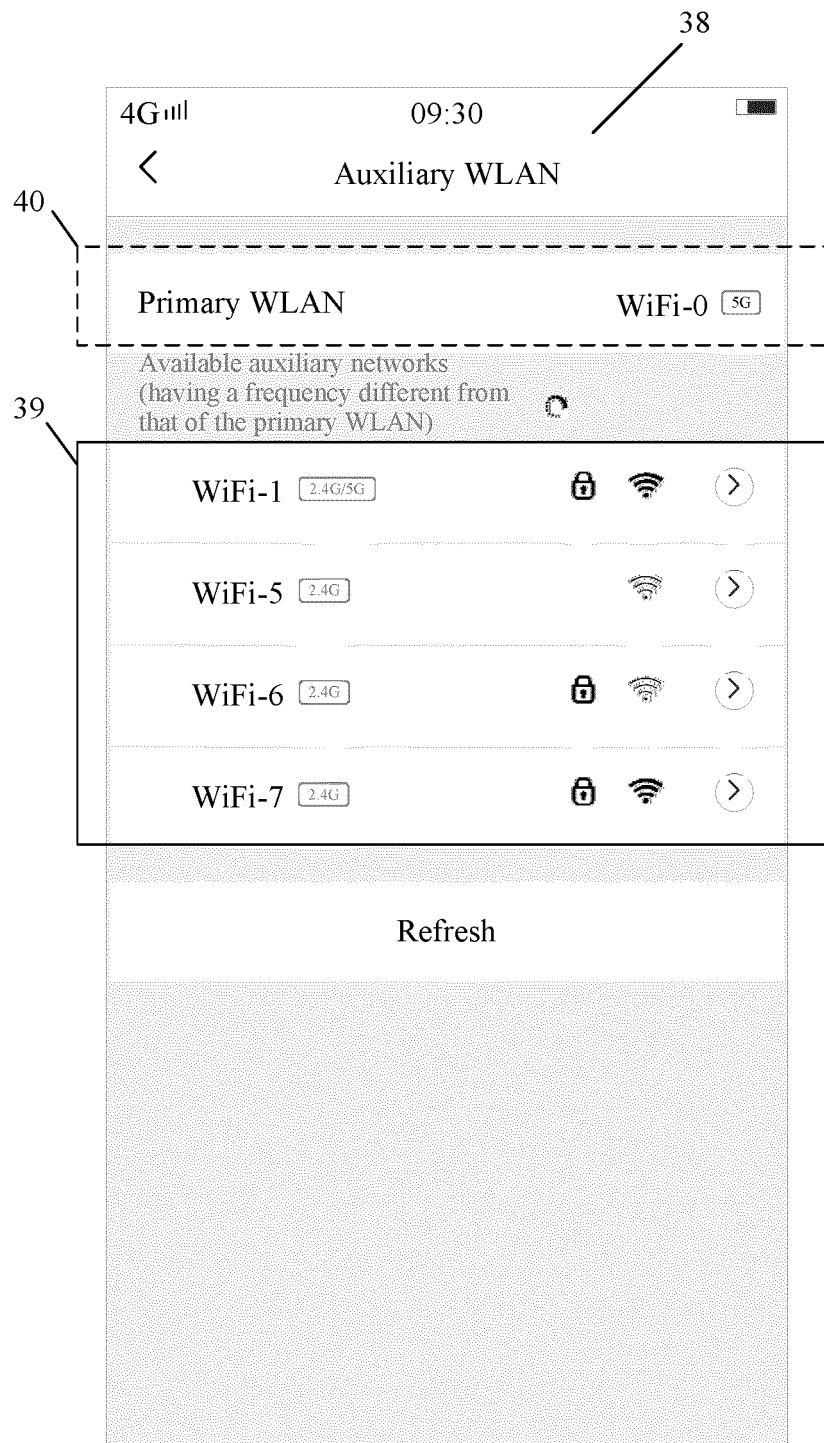 38
4G 09:30
Auxiliary WLAN
40
Primary WLAN WiFi-0 5G
Available auxiliary networks
(having a frequency different from
that of the primary WLAN)
39
WiFi-1 2.4G/5G
WiFi-5 2.4G
WiFi-6 2.4G
WiFi-7 2.4G
Refresh